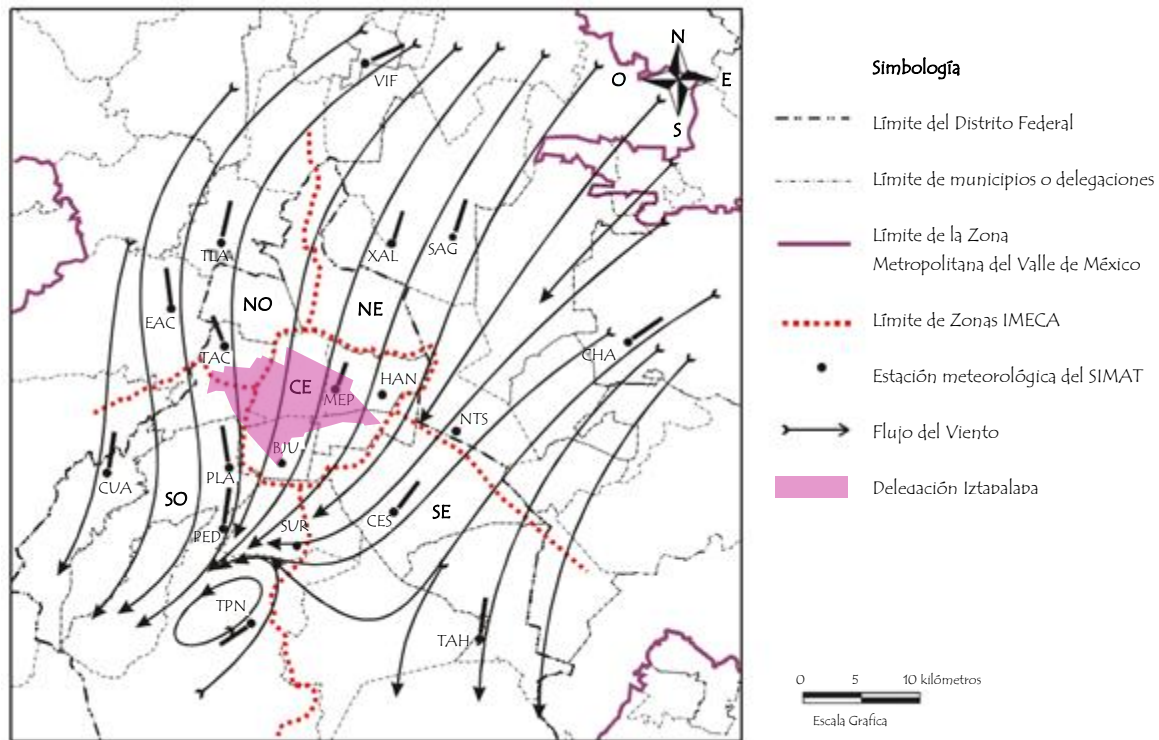 N
O
E
S
VIF
TLA
XAL
SAG
NO
NE
EAC
TAC
CHA
CE
MEP
HAN
NTS
BJU
PLA
CUA
SO
CES
SE
PED
SUR
TPN
TAH
Simbología
Límite del Distrito Federal
Límite de municipios o delegaciones
Límite de la Zona
Metropolitana del Valle de México
Límite de Zonas IMECA
Estación meteorológica del SIMAT
Flujo del Viento
Delegación Iztapalapa
0 5 10 kilómetros
Escala Grafica